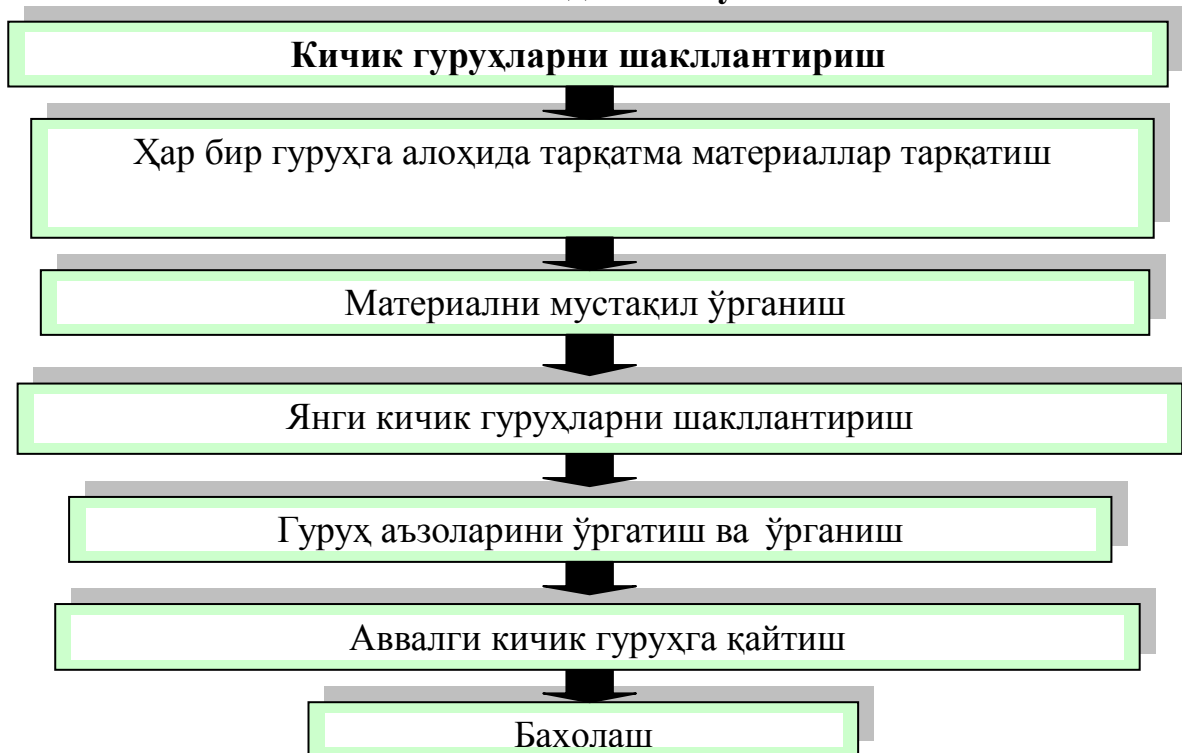 Кичик гуруҳларни шакллантириш
Ҳар бир гуруҳга алоҳида тарқатма материаллар тарқатиш
Материални мустақил ўрганиш
Янги кичик гуруҳларни шакллантириш
Гуруҳ аъзоларини ўргатиш ва ўрганиш
Аввалги кичик гуруҳга қайтиш
Баҳолаш